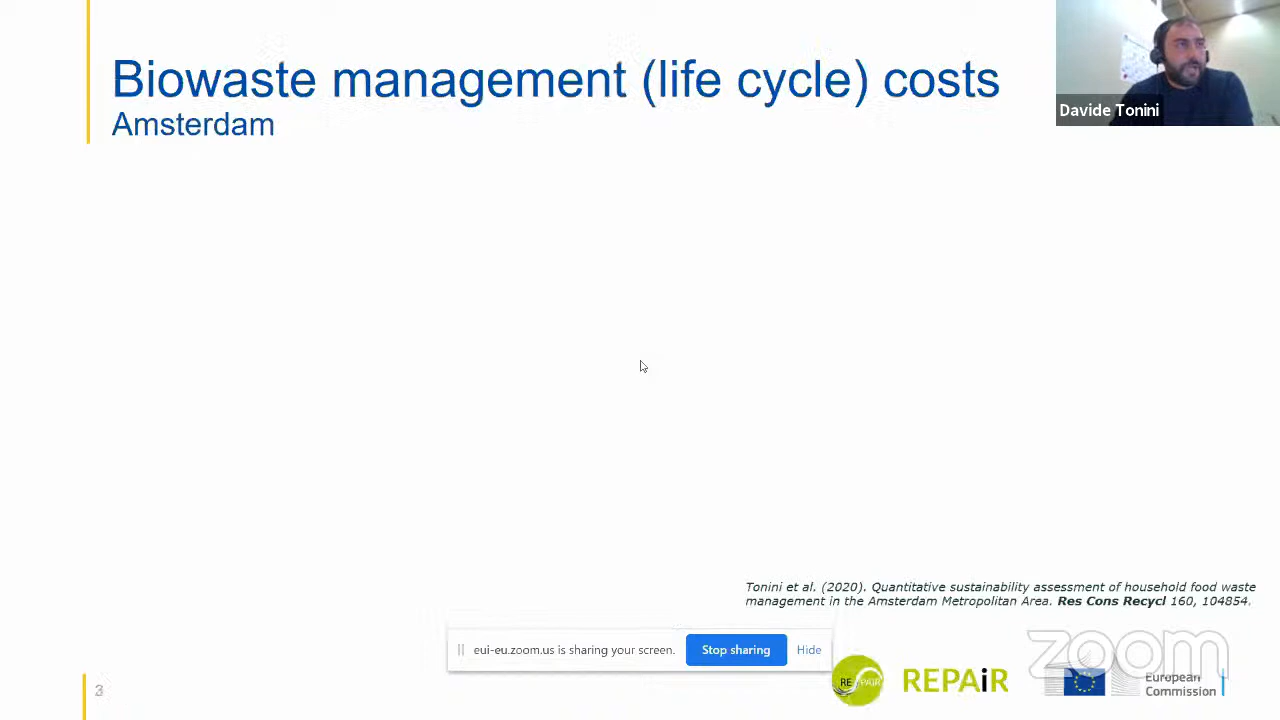 Biowaste management (life cycle) costs
Amsterdam
Davide Tonini
Tonini et al. (2020). Quantitative sustainability assessment of household food waste
management in the Amsterdam Metropolitan Area. Res Cons Recycl 160, 104854.
eui-eu.zoom.us is sharing your screen.
Stop sharing
Hide
REPAiR
REPAiR
zoom
European
Commission